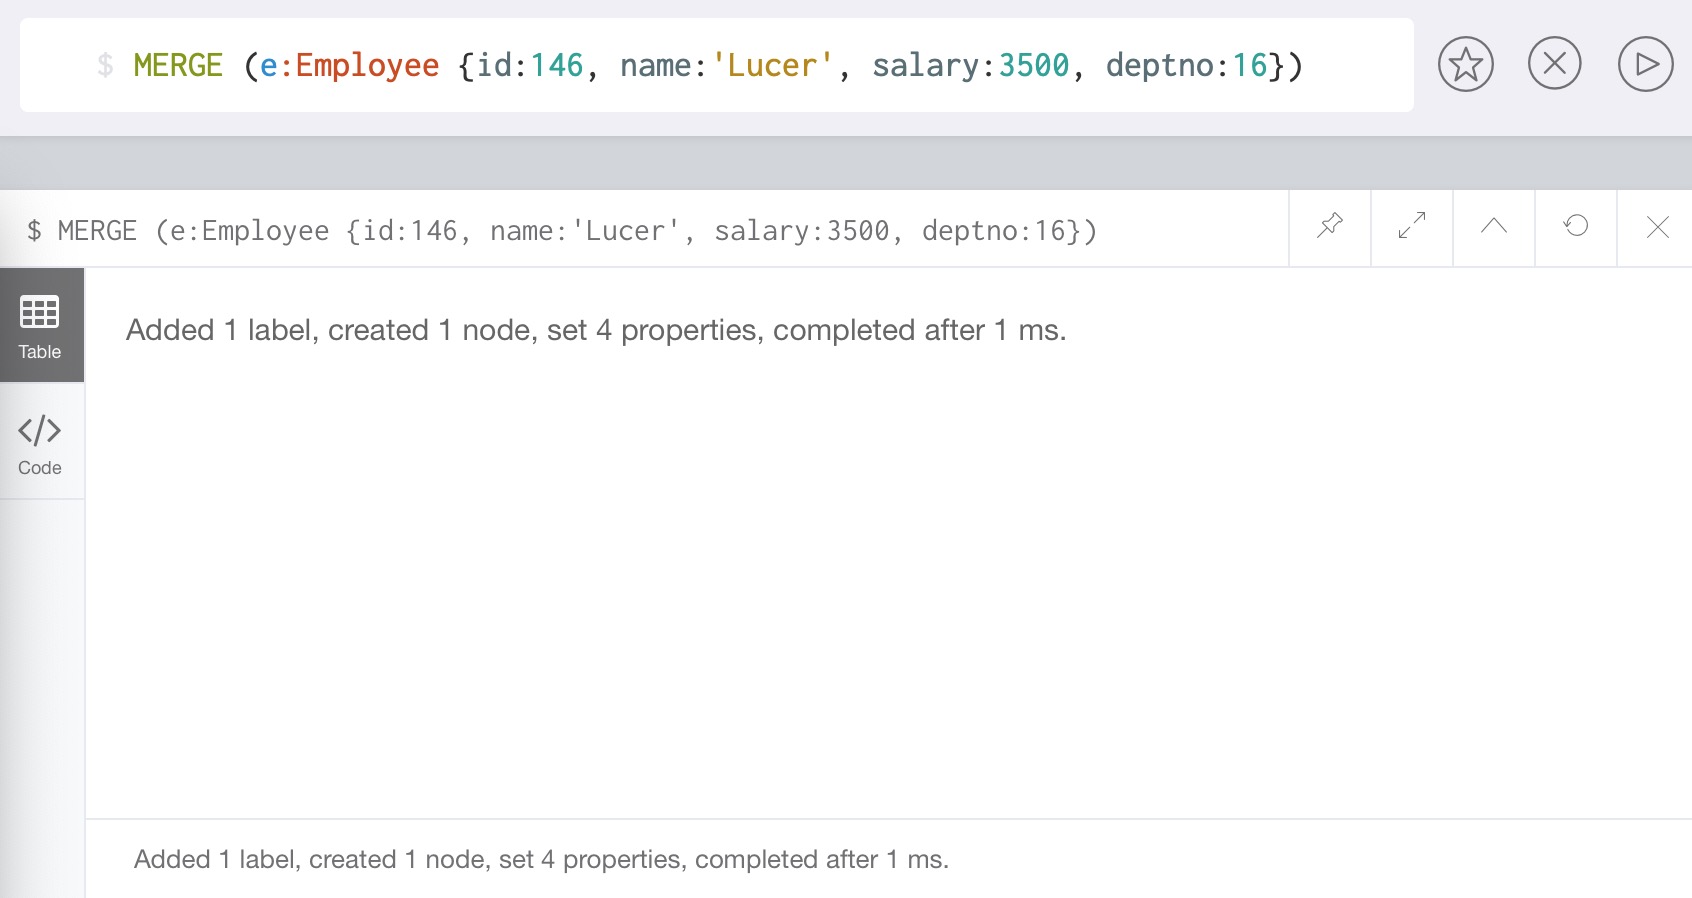 $ MERGE (e:Employee {id:146, name:'Lucer', salary:3500, deptno:16})
$ MERGE (e:Employee {id:146, name:'Lucer', salary:3500, deptno:16})
Table
Added 1 label, created 1 node, set 4 properties, completed after 1 ms.
</>
Code
Added 1 label, created 1 node, set 4 properties, completed after 1 ms.